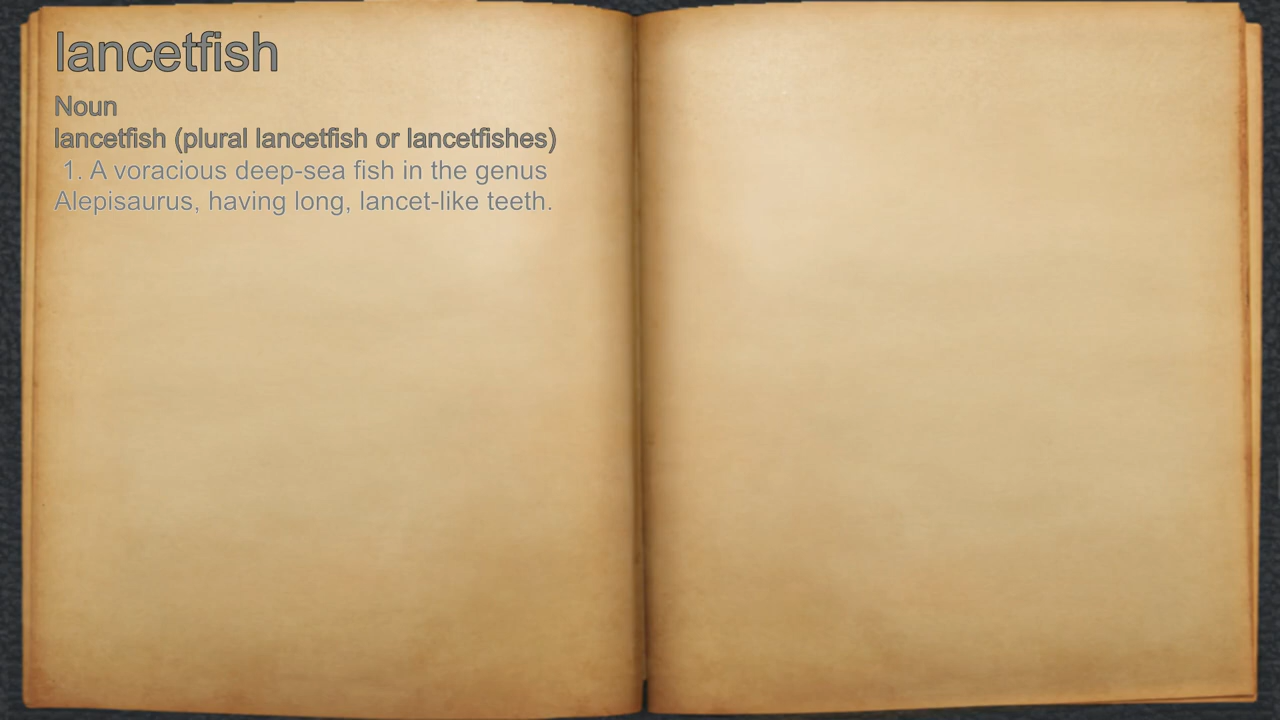 lancetfish
Noun
lancetfish (plural lancetfish or lancetfishes)
1. A voracious deep-sea fish in the genus
Alepisaurus, having long, lancet-like teeth.